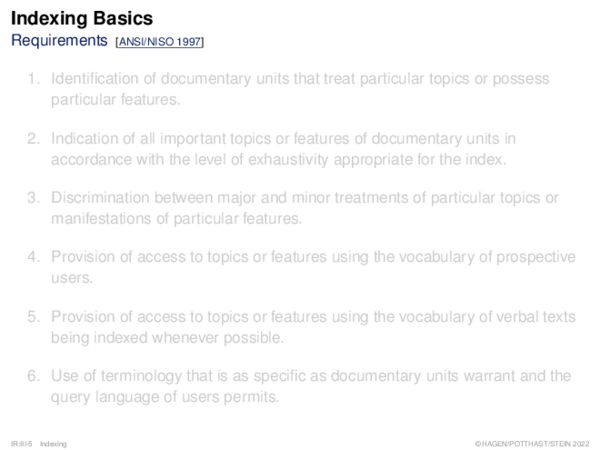 Indexing Basics
Requirements [ANSI/NISO 1997]
1. Identification of documentary units that treat particular topics or possess
particular features.
2. Indication of all important topics or features of documentary units in
accordance with the level of exhaustivity appropriate for the index.
3. Discrimination between major and minor treatments of particular topics or
manifestations of particular features.
4. Provision of access to topics or features using the vocabulary of prospective
users.
5. Provision of access to topics or features using the vocabulary of verbal texts
being indexed whenever possible.
6. Use of terminology that is as specific as documentary units warrant and the
query language of users permits.
IR:III-5 Indexing ©HAGEN/POTTHAST/STEIN 2022